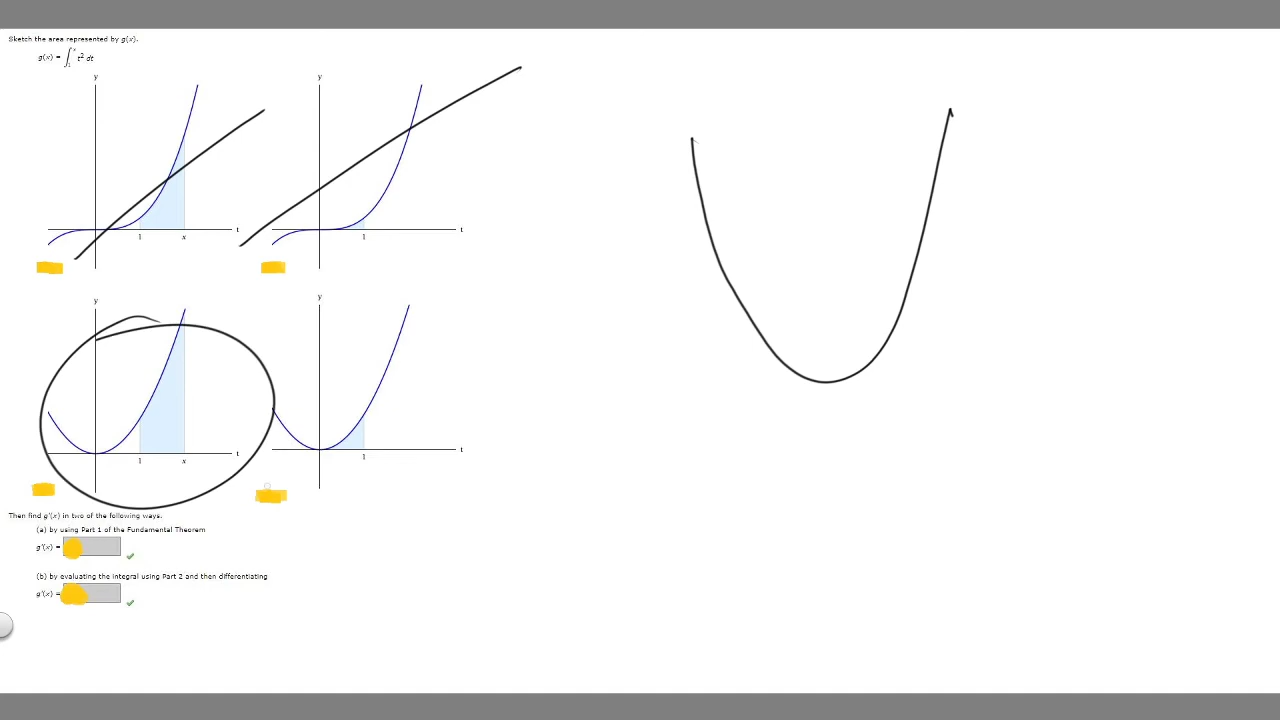 Sketch the area represented by g(x).
g(x) = ∫₁ˣ t² dt
y y
t t
1 x 1
y y
t t
1 x 1
Then find g'(x) in two of the following ways.
(a) by using Part 1 of the Fundamental Theorem
g'(x) =
(b) by evaluating the integral using Part 2 and then differentiating
g'(x) =